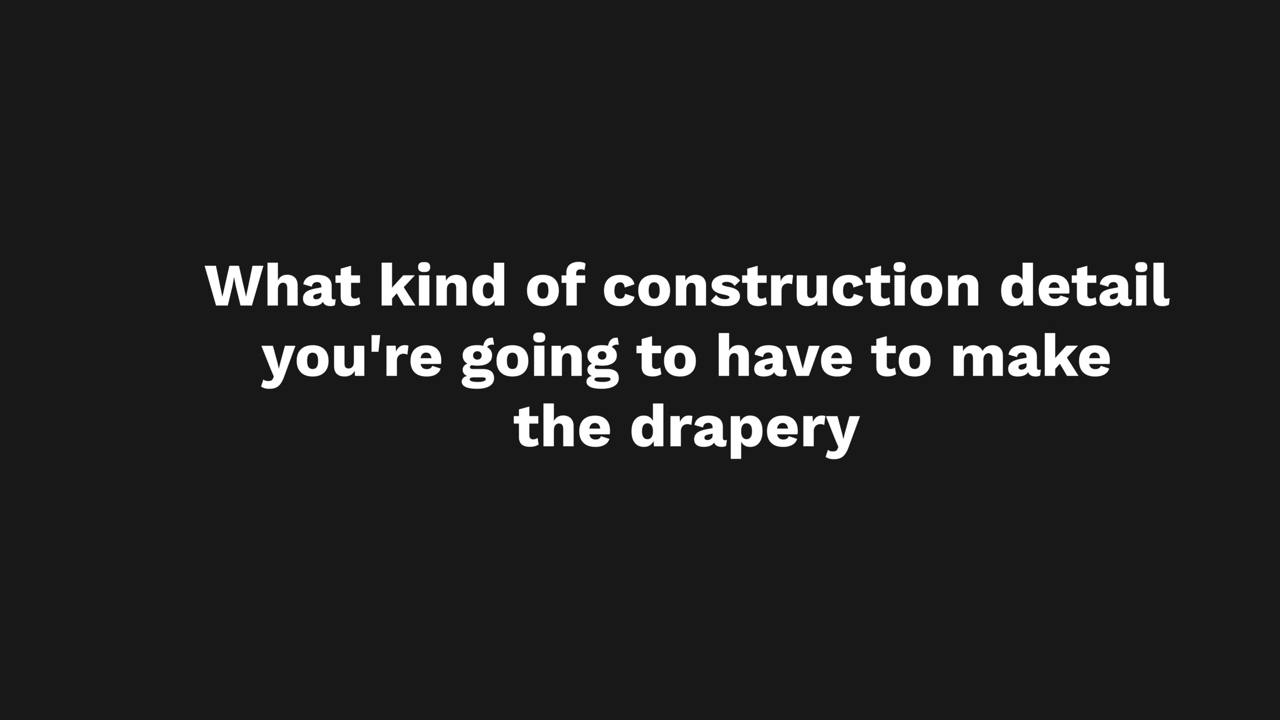 What kind of construction detail
you're going to have to make
the drapery